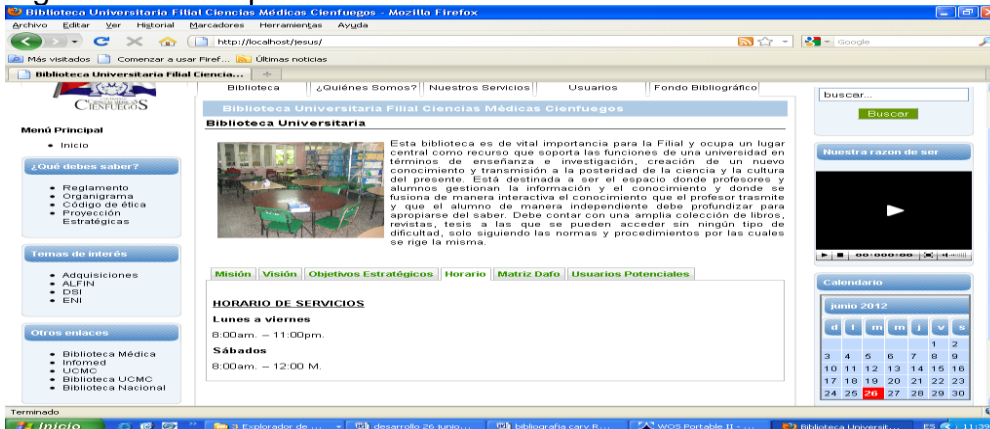 Biblioteca Universitaria Filial Ciencias Médicas Cienfuegos - Mozilla Firefox
Archivo Editar Ver Historial Marcadores Herramientas Ayuda
http://localhost/jesus/
Google
Más visitados Comenzar a usar Firef... Últimas noticias
Biblioteca Universitaria Filial Ciencia...
CIENFUEGOS
Menú Principal
Inicio
¿Qué debes saber?
Reglamento
Organigrama
Código de ética
Proyección
Estratégicas
Temas de interés
Adquisiciones
ALFIN
DSI
ENI
Otros enlaces
Biblioteca Médica
Infomed
UCMC
Biblioteca UCMC
Biblioteca Nacional
Biblioteca ¿Quiénes Somos? Nuestros Servicios Usuarios Fondo Bibliográfico
Biblioteca Universitaria Filial Ciencias Médicas Cienfuegos
Biblioteca Universitaria
Esta biblioteca es de vital importancia para la Filial y ocupa un lugar
central como recurso que soporta las funciones de una universidad en
términos de enseñanza e investigación, creación de un nuevo
conocimiento y transmisión a la posteridad de la ciencia y la cultura
del presente. Está destinada a ser el espacio donde profesores y
alumnos gestionan la información y el conocimiento y donde se
fusiona de manera interactiva el conocimiento que el profesor trasmite
y que el alumno de manera independiente debe profundizar para
apropiarse del saber. Debe contar con una amplia colección de libros,
revistas, tesis a las que se pueden acceder sin ningún tipo de
dificultad, solo siguiendo las normas y procedimientos por las cuales
se rige la misma.
Misión Visión Objetivos Estratégicos Horario Matriz Dafo Usuarios Potenciales
HORARIO DE SERVICIOS
Lunes a viernes
8:00am. – 11:00pm.
Sábados
8:00am. – 12:00 M.
buscar...
Buscar
Nuestra razon de ser
00:00
Calendario
junio 2012
d l m m j v s
1 2
3 4 5 6 7 8 9
10 11 12 13 14 15 16
17 18 19 20 21 22 23
24 25 26 27 28 29 30
Terminado
Inicio 3 Explorador de ... desarrollo 26 junio... bibliografia cary R... WOS Portable II - ... Biblioteca Universit... ES 11:39